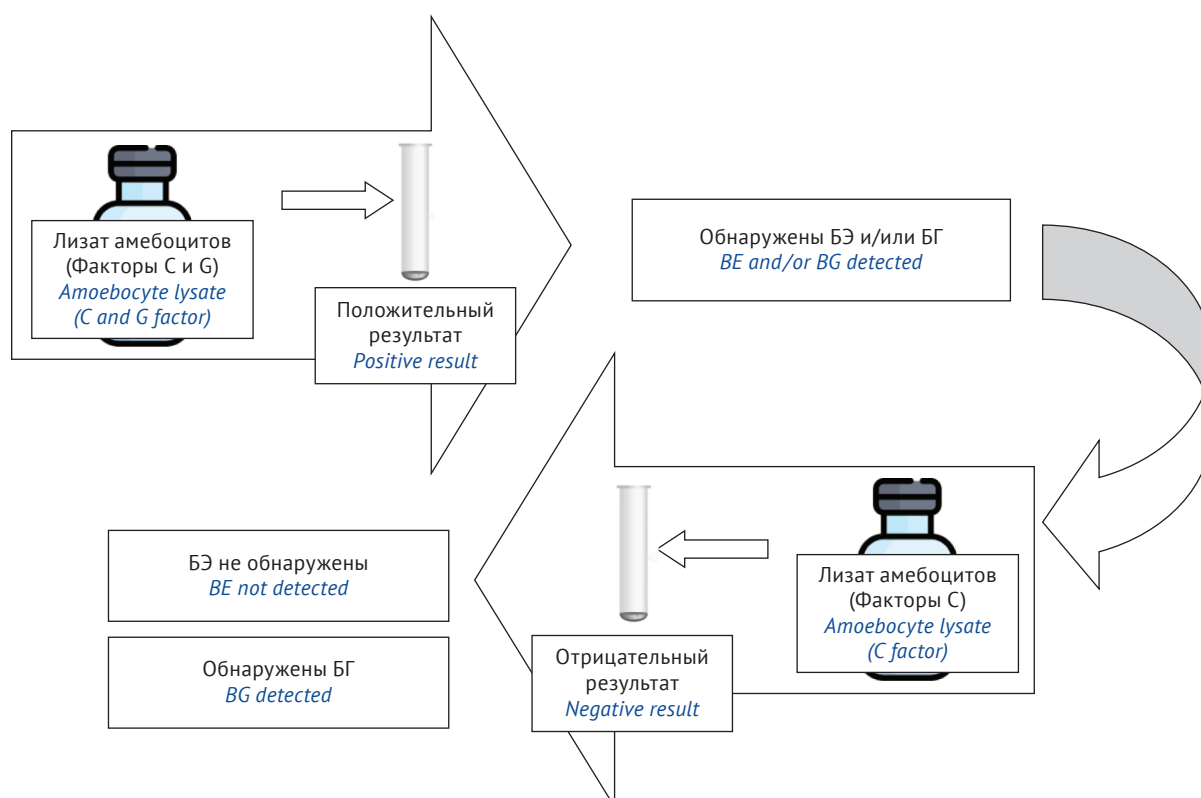 Лизат амебоцитов
(Факторы C и G)
Amoebocyte lysate
(C and G factor)
Положительный
результат
Positive result
Обнаружены БЭ и/или БГ
BE and/or BG detected
Лизат амебоцитов
(Факторы C)
Amoebocyte lysate
(C factor)
Отрицательный
результат
Negative result
БЭ не обнаружены
BE not detected
Обнаружены БГ
BG detected